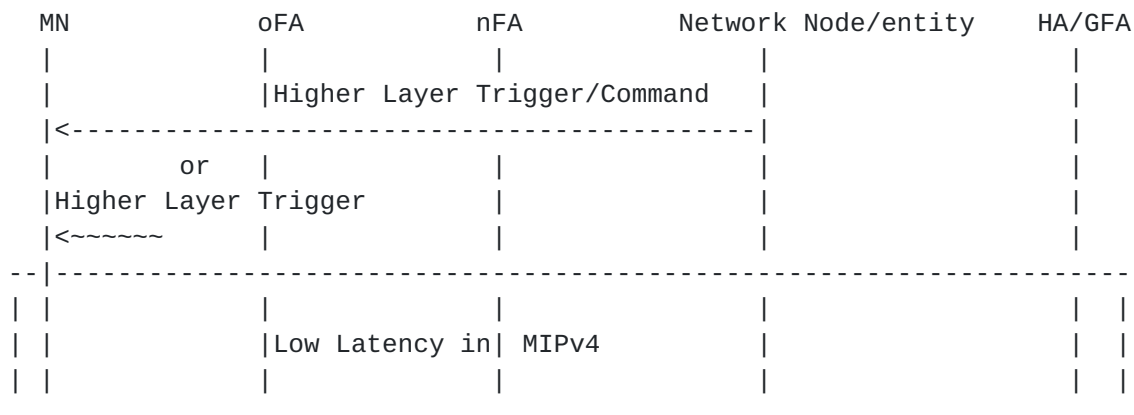 MN oFA nFA Network Node/entity HA/GFA
Higher Layer Trigger/Command
or
Higher Layer Trigger
Low Latency in MIPv4